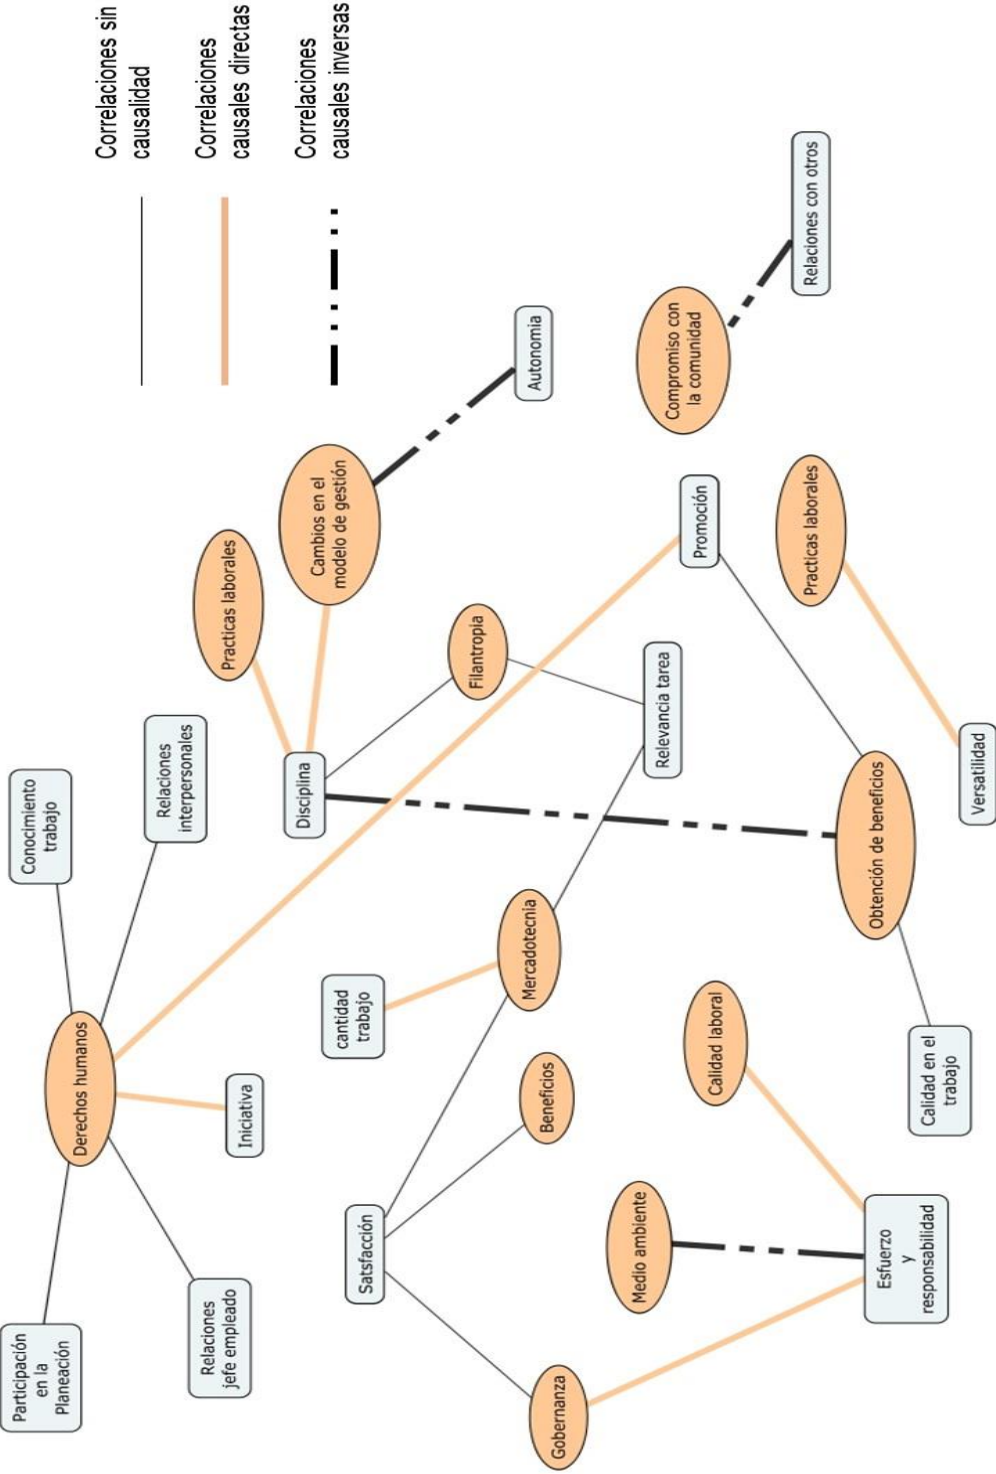 Participación
en la
Planeación
Conocimiento
trabajo
Derechos humanos
Relaciones
interpersonales
Relaciones
jefe empleado
Iniciativa
Practicas laborales
Disciplina
Cambios en el
modelo de gestión
Correlaciones sin
causalidad
Correlaciones
causales directas
Correlaciones
causales inversas
Satsfacción
cantidad
trabajo
Filantropia
Autonomia
Gobernanza
Beneficios
Mercadotecnia
Medio ambiente
Relevancia tarea
Calidad laboral
Promoción
Compromiso con
la comunidad
Relaciones con otros
Practicas laborales
Esfuerzo
y
responsabilidad
Obtención de beneficios
Calidad en el
trabajo
Versatilidad